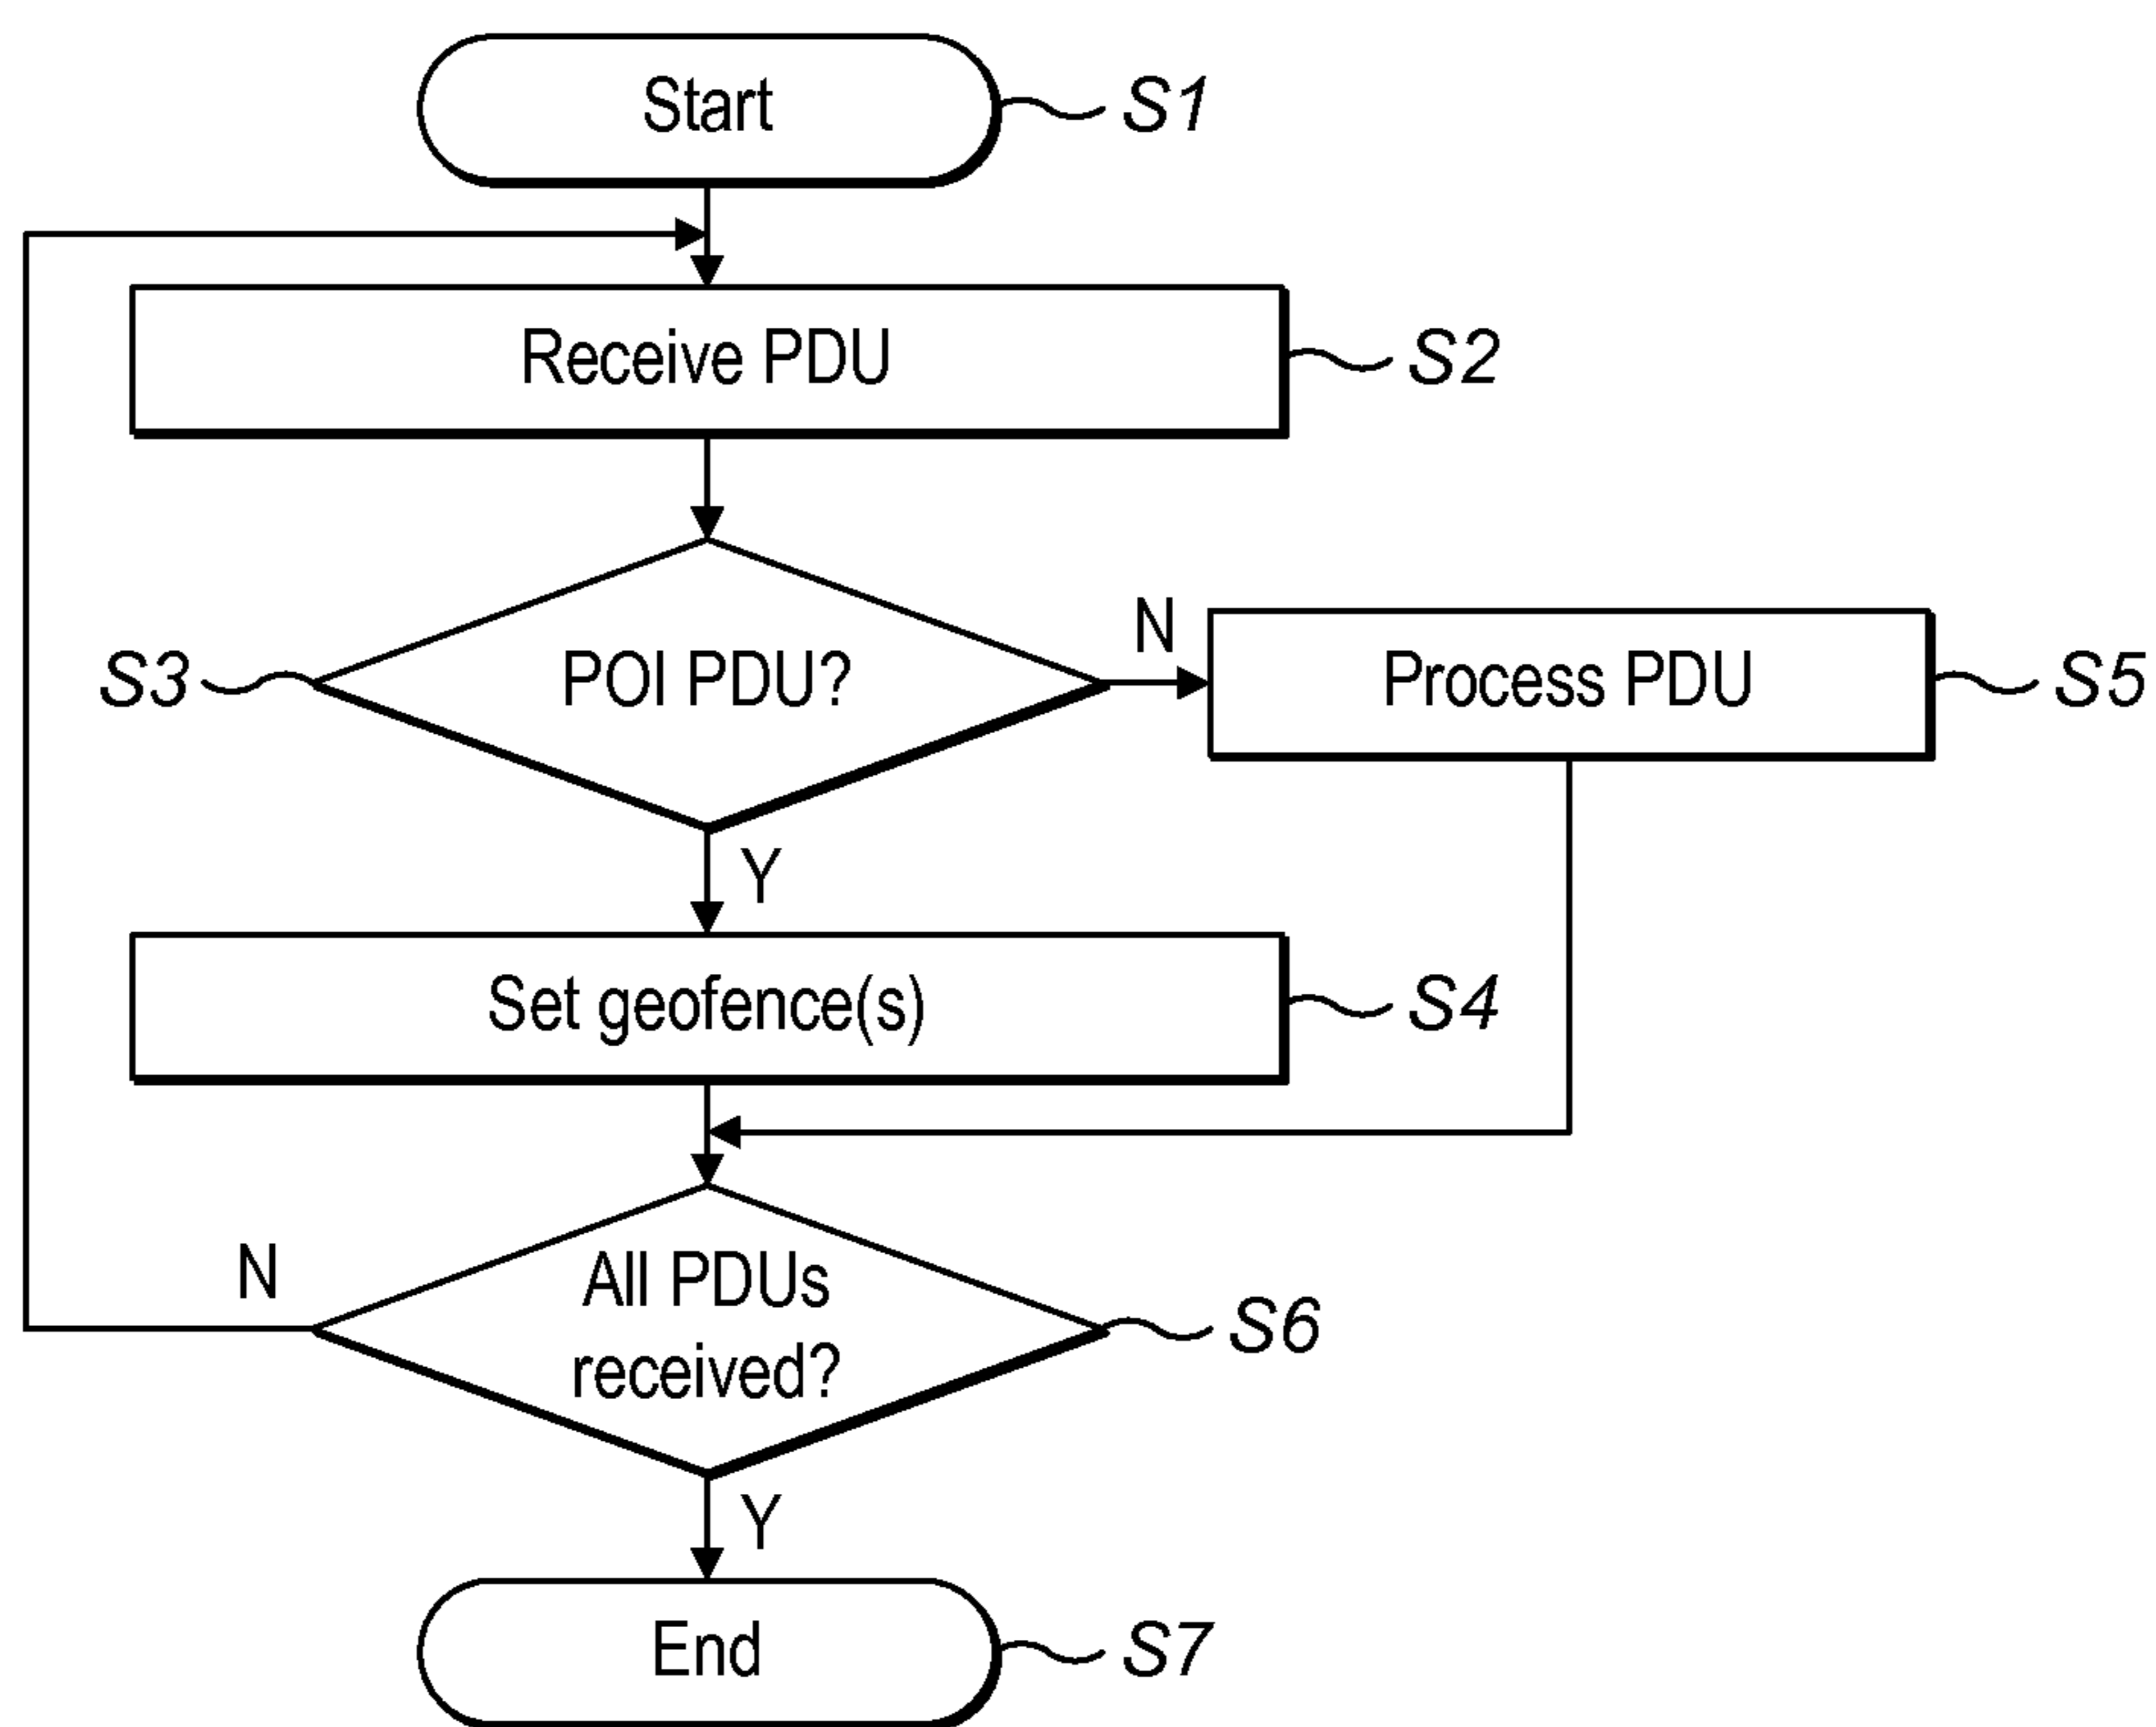 Start
S1
Receive PDU
S2
S3
POI PDU?
N
Process PDU
S5
Y
Set geofence(s)
S4
N
All PDUs
received?
S6
Y
End
S7